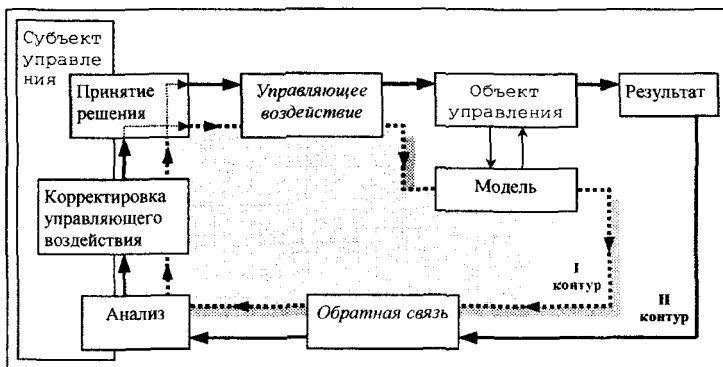 Субъект
управле
ния
Принятие
решения
Управляющее
воздействие
Объект
управления
Результат
Корректировка
управляющего
воздействия
Модель
I
контур
II
контур
Анализ
Обратная связь